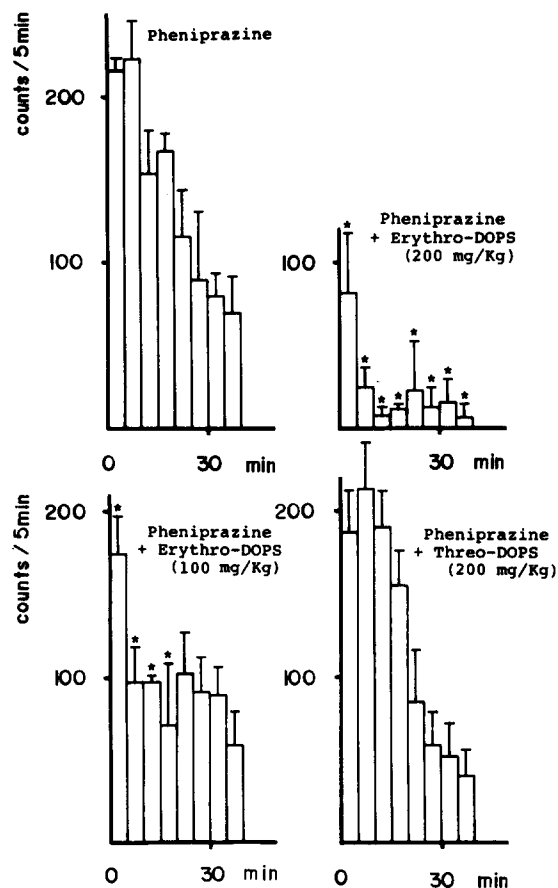 counts / 5min
Pheniprazine
200
100
0 30 min
Pheniprazine
+ Erythro-DOPS
(200 mg/Kg)
100
*
*
*
*
*
*
*
*
30 min
counts / 5min
200
Pheniprazine
+ Erythro-DOPS
(100 mg/Kg)
*
*
*
*
100
0 30 min
200
Pheniprazine
+ Threo-DOPS
(200 mg/Kg)
100
0 30 min